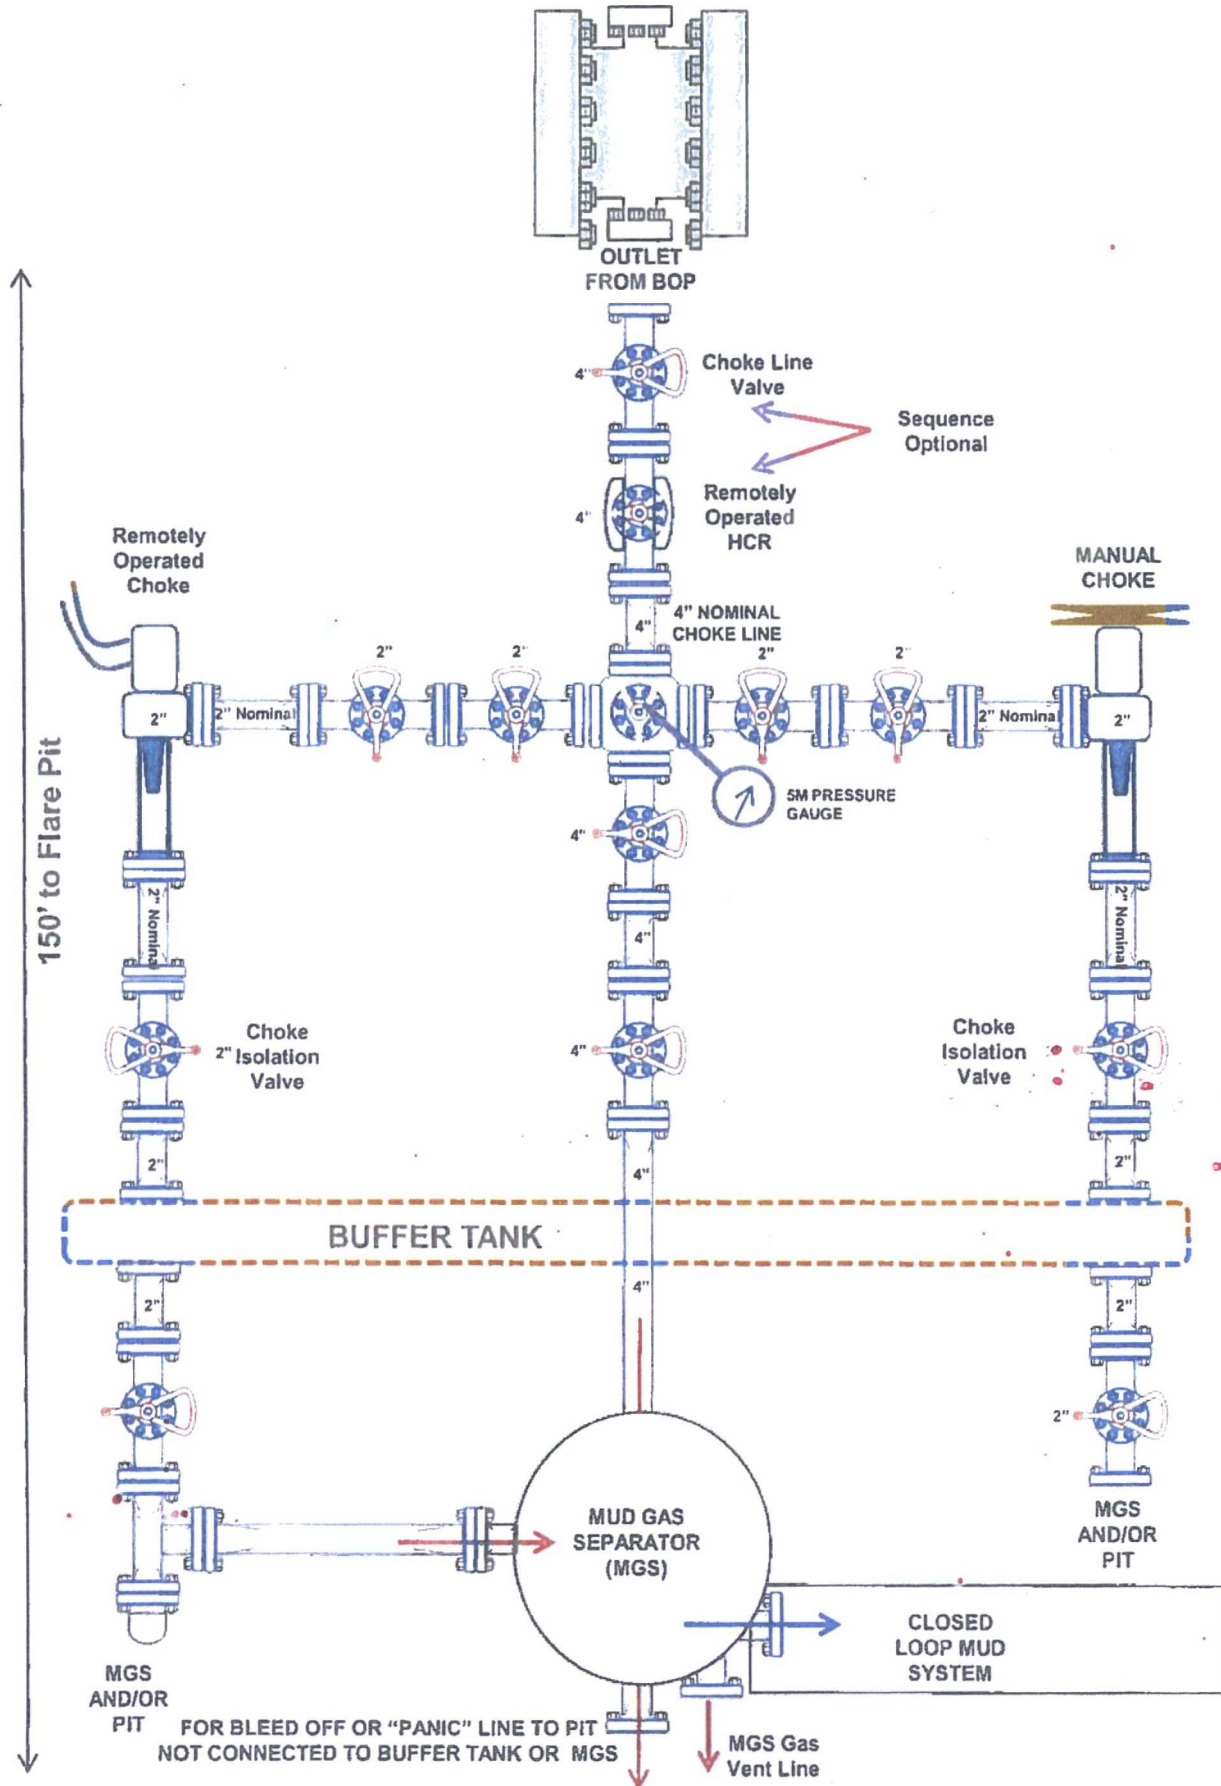 OUTLET
FROM BOP
4"
Choke Line
Valve
Sequence
Optional
4"
Remotely
Operated
HCR
Remotely
Operated
Choke
MANUAL
CHOKE
4"
4" NOMINAL
CHOKE LINE
2"
2"
2"
2"
2"
2" Nominal
2" Nominal
2"
5M PRESSURE
GAUGE
4"
150' to Flare Pit
2" Nominal
4"
2" Nominal
2"
Choke
Isolation
Valve
4"
Choke
Isolation
Valve
2"
4"
2"
BUFFER TANK
4"
2"
2"
2"
MUD GAS
SEPARATOR
(MGS)
MGS
AND/OR
PIT
CLOSED
LOOP MUD
SYSTEM
MGS
AND/OR
PIT
FOR BLEED OFF OR “PANIC” LINE TO PIT
NOT CONNECTED TO BUFFER TANK OR MGS
MGS Gas
Vent Line